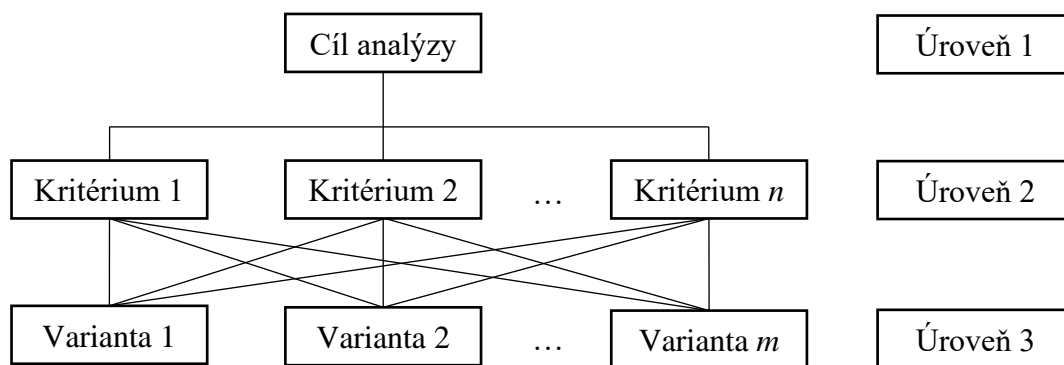 Cíl analýzy
Úroveň 1
Kritérium 1
Kritérium 2
…
Kritérium n
Úroveň 2
Varianta 1
Varianta 2
…
Varianta m
Úroveň 3